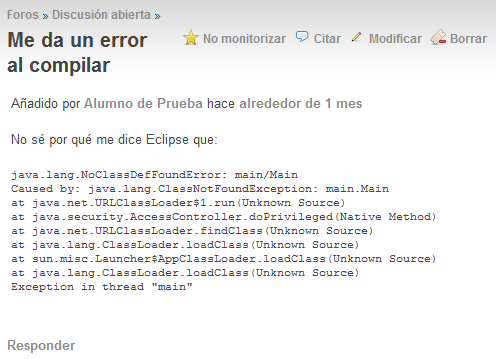 Foros » Discusión abierta »
Me da un error al compilar
No monitorizar Citar Modificar Borrar
Añadido por Alumno de Prueba hace alrededor de 1 mes
No sé por qué me dice Eclipse que:
java.lang.NoClassDefFoundError: main/Main
Caused by: java.lang.ClassNotFoundException: main.Main
at java.net.URLClassLoader$1.run(Unknown Source)
at java.security.AccessController.doPrivileged(Native Method)
at java.net.URLClassLoader.findClass(Unknown Source)
at java.lang.ClassLoader.loadClass(Unknown Source)
at sun.misc.Launcher$AppClassLoader.loadClass(Unknown Source)
at java.lang.ClassLoader.loadClass(Unknown Source)
Exception in thread "main"
Responder